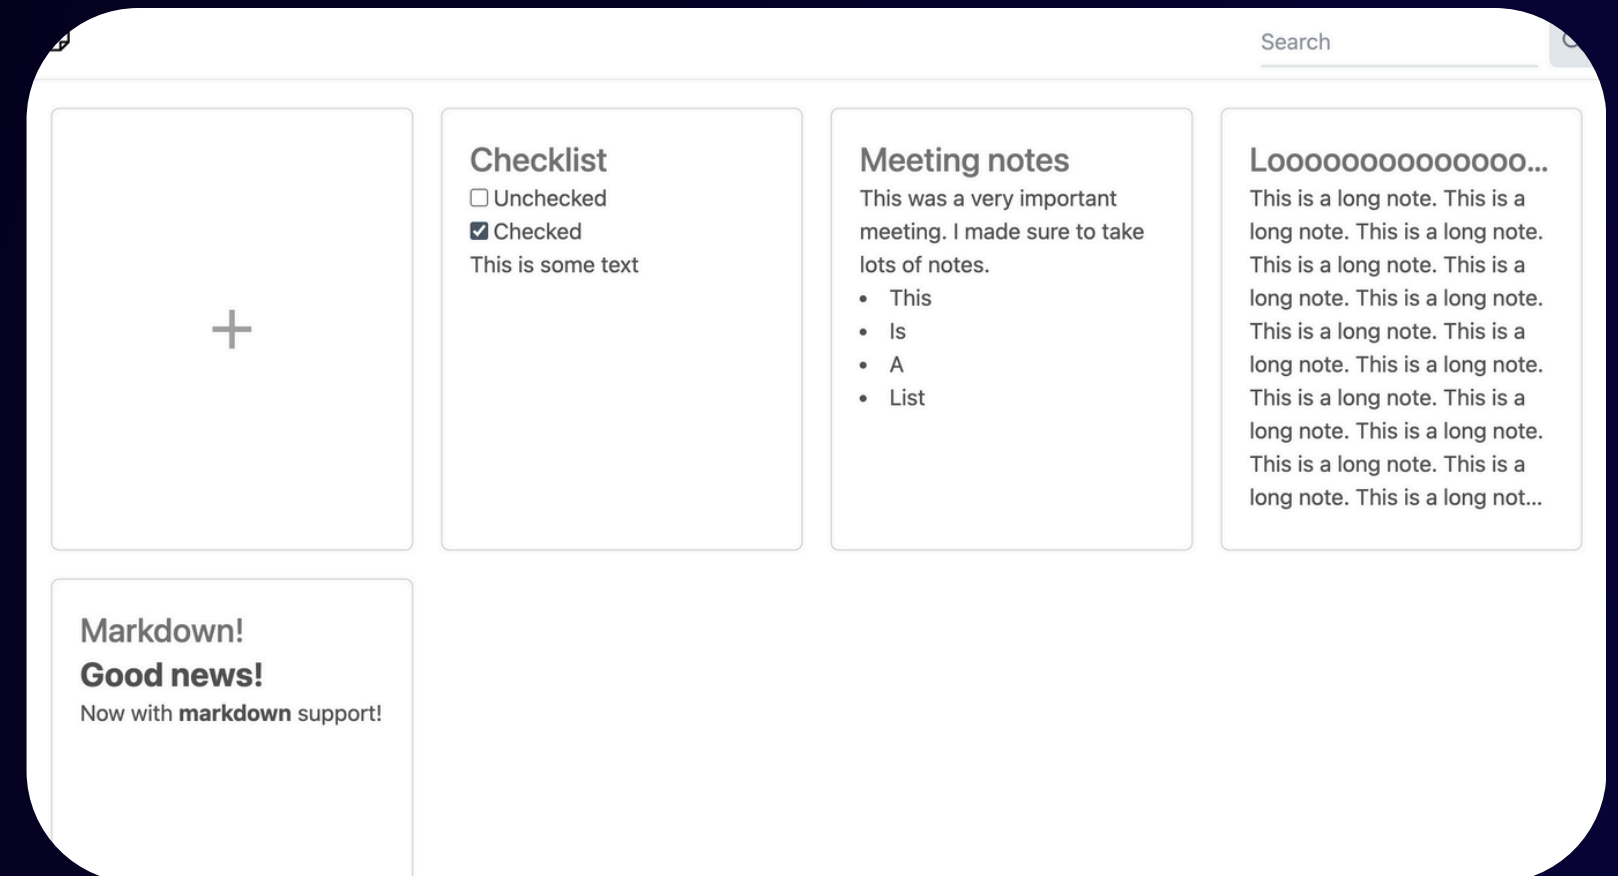 Search
Checklist
Unchecked
Checked
This is some text
Meeting notes
This was a very important
meeting. I made sure to take
lots of notes.
• This
• Is
• A
• List
Looooooooooooooo...
This is a long note. This is a
long note. This is a long note.
This is a long note. This is a
long note. This is a long note.
This is a long note. This is a
long note. This is a long note.
This is a long note. This is a
long note. This is a long note.
This is a long note. This is a
long note. This is a long not...
Markdown!
Good news!
Now with markdown support!